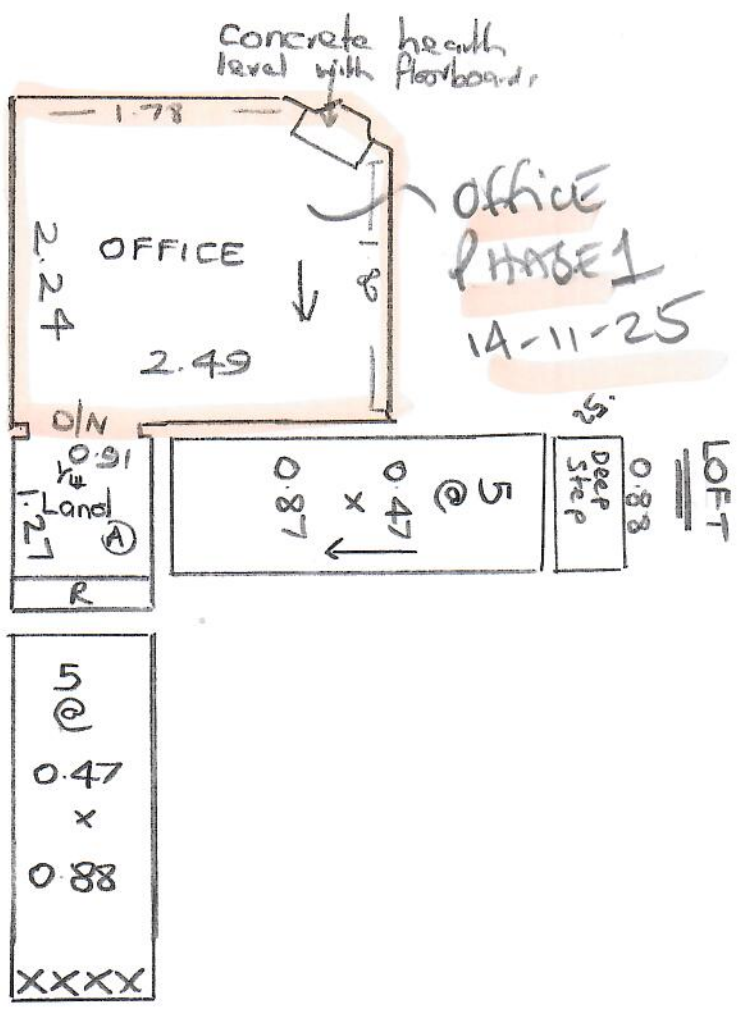 concrete hearth
level with floorboards
1.78
OFFICE
2.24
1.8
2.49
OFFICE
PHASE 1
14-11-25
O/N
0.91
Land
1.27
A
R
5
@
0.47
x
0.87
.52
Deep
Step
0.88
LOFT
5
@
0.47
x
0.88
XXXX